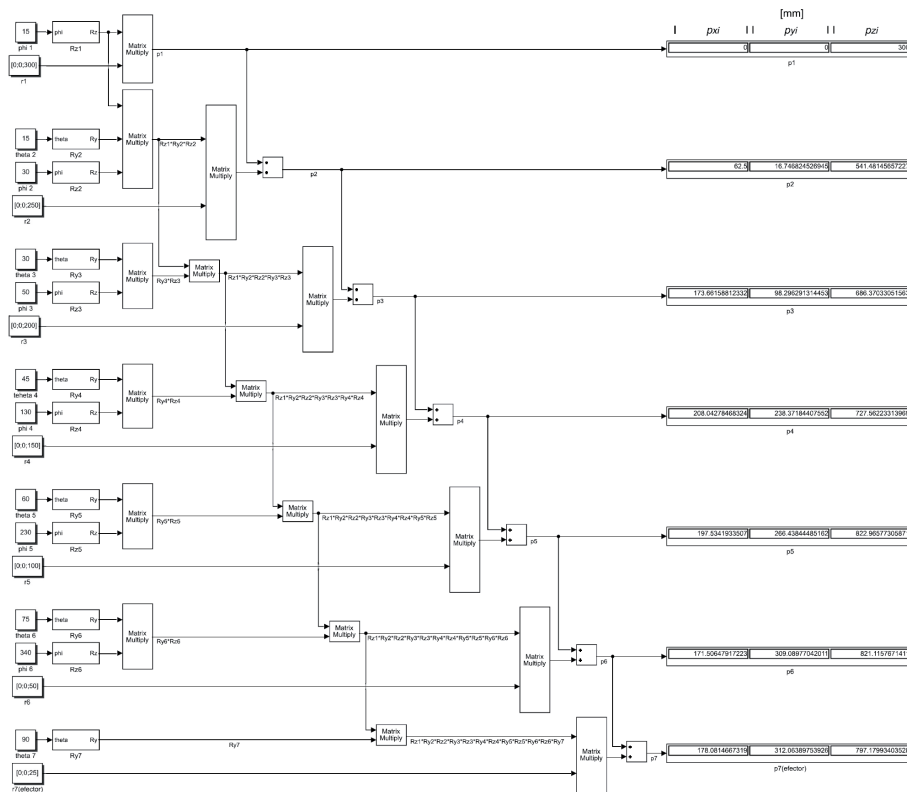 [mm]
pxi pyi pzi
15 phi Rz Matrix Multiply
phi 1 Rz1 p1
0 0 300
[0;0;300] p1
r1
15 theta Ry Matrix Multiply Rz1*Ry2*Rz2 Matrix Multiply
theta 2 Ry2
30 phi Rz p2 62.5 16.746824526945 541.4814565722
phi 2 Rz2 p2
[0;0;250]
r2
30 theta Ry Matrix Multiply Ry3*Rz3 Matrix Multiply Rz1*Ry2*Rz2*Ry3*Rz3 Matrix Multiply
theta 3 Ry3
50 phi Rz p3 173.66158812332 98.296291314453 686.3703305156
phi 3 Rz3 p3
[0;0;200]
r3
45 theta Ry Matrix Multiply Ry4*Rz4 Matrix Multiply Rz1*Ry2*Rz2*Ry3*Rz3*Ry4*Rz4 Matrix Multiply
teheta 4 Ry4
130 phi Rz p4 208.04278468324 238.37184407552 727.5622331396
phi 4 Rz4 p4
[0;0;150]
r4
60 theta Ry Matrix Multiply Ry5*Rz5 Matrix Multiply Rz1*Ry2*Rz2*Ry3*Rz3*Ry4*Rz4*Ry5*Rz5 Matrix Multiply
theta 5 Ry5
230 phi Rz p5 197.5341933507 266.43844485162 822.9657730587
phi 5 Rz5 p5
[0;0;100]
r5
75 theta Ry Matrix Multiply Ry6*Rz6 Matrix Multiply Rz1*Ry2*Rz2*Ry3*Rz3*Ry4*Rz4*Ry5*Rz5*Ry6*Rz6 Matrix Multiply
theta 6 Ry6
340 phi Rz p6 171.50647917223 309.08977042011 821.115767141
phi 6 Rz6 p6
[0;0;50]
r6
90 theta Ry Ry7 Matrix Multiply Rz1*Ry2*Rz2*Ry3*Rz3*Ry4*Rz4*Ry5*Rz5*Ry6*Rz6*Ry7 Matrix Multiply
theta 7 Ry7 p7 178.0814667319 312.06389753926 797.1799340352
[0;0;25] p7(efector)
r7(efector)